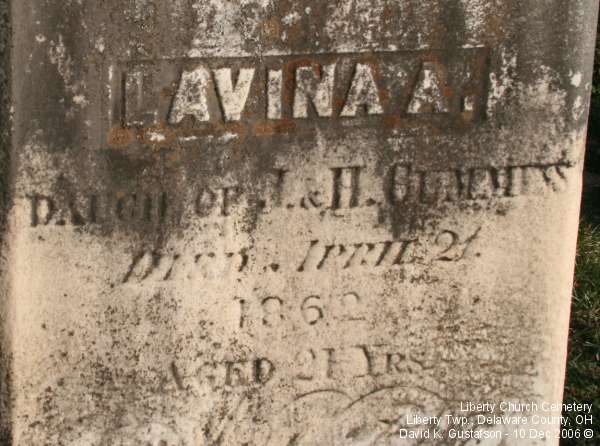 LAVINA A.
DAUGH. OF J. & H. GUMMESS
DIED. APRIL 21.
1862
AGED 21 YRS
Liberty Church Cemetery
Liberty Twp., Delaware County, OH
David K. Gustafson - 10 Dec 2006 ©